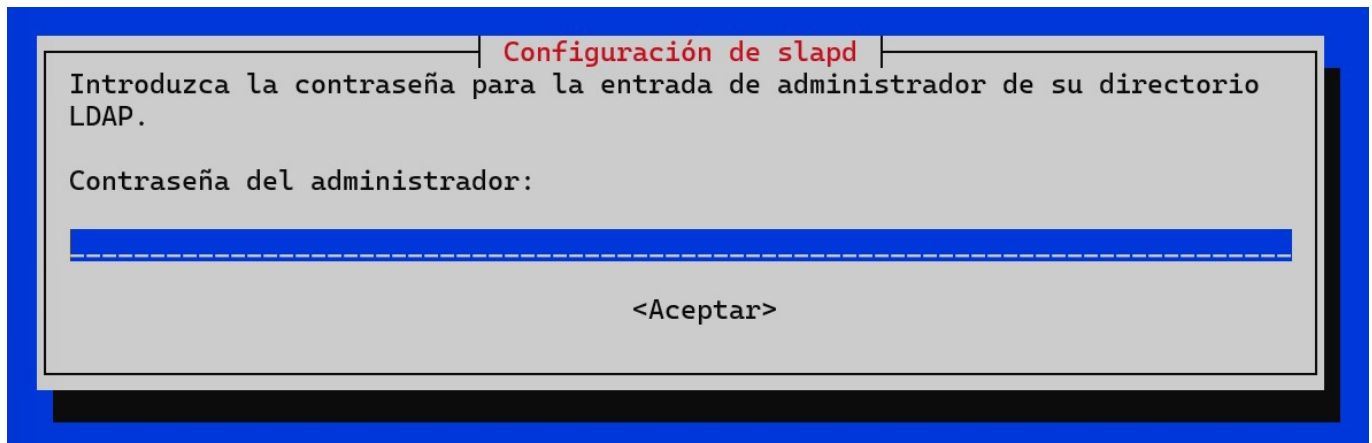 Configuración de slapd
Introduzca la contraseña para la entrada de administrador de su directorio
LDAP.
Contraseña del administrador:
<Aceptar>